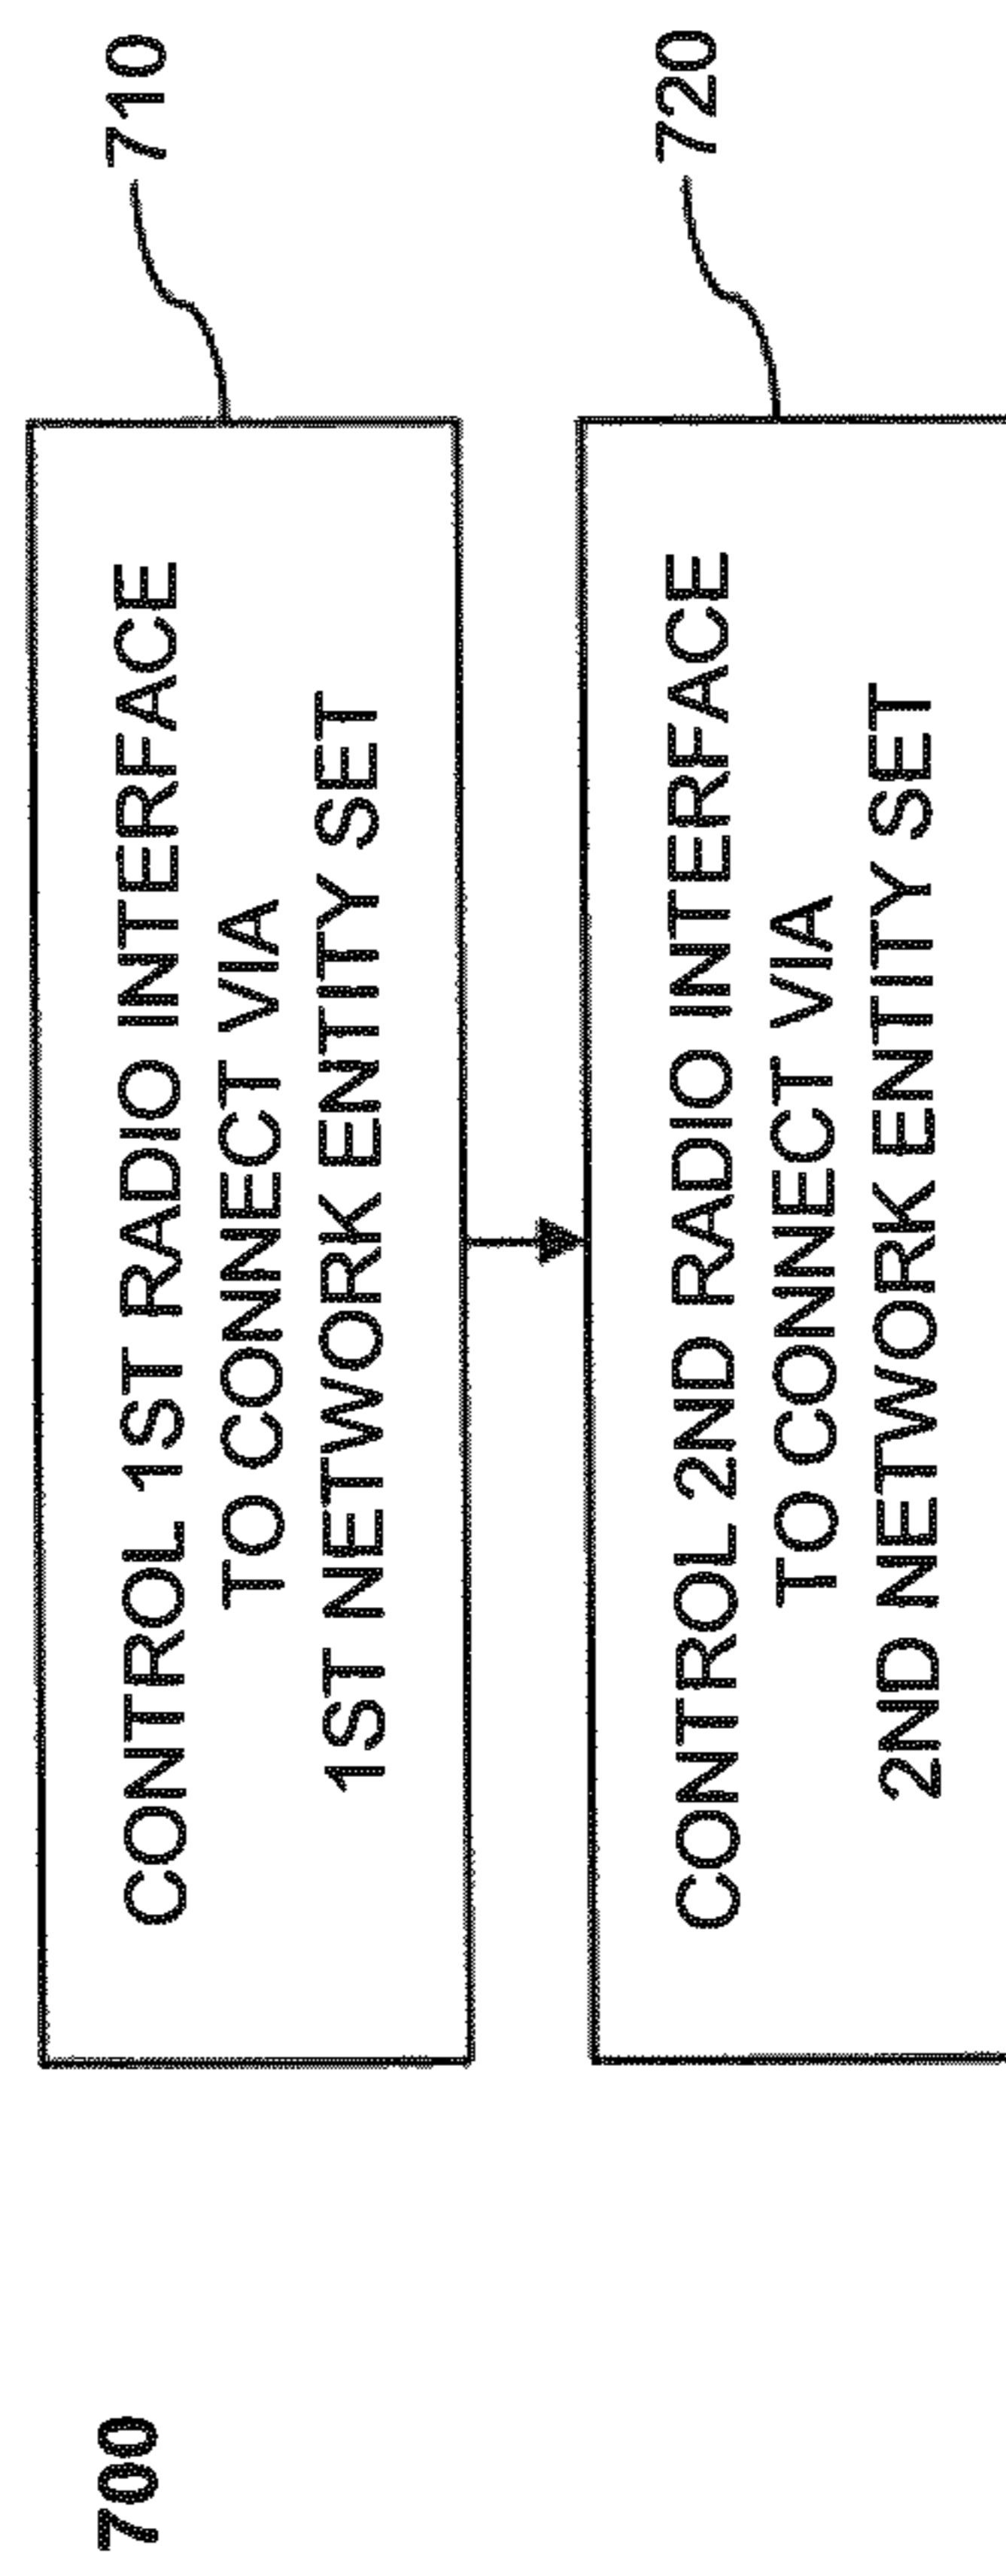 700
CONTROL 1ST RADIO INTERFACE
TO CONNECT VIA
1ST NETWORK ENTITY SET
710
CONTROL 2ND RADIO INTERFACE
TO CONNECT VIA
2ND NETWORK ENTITY SET
720